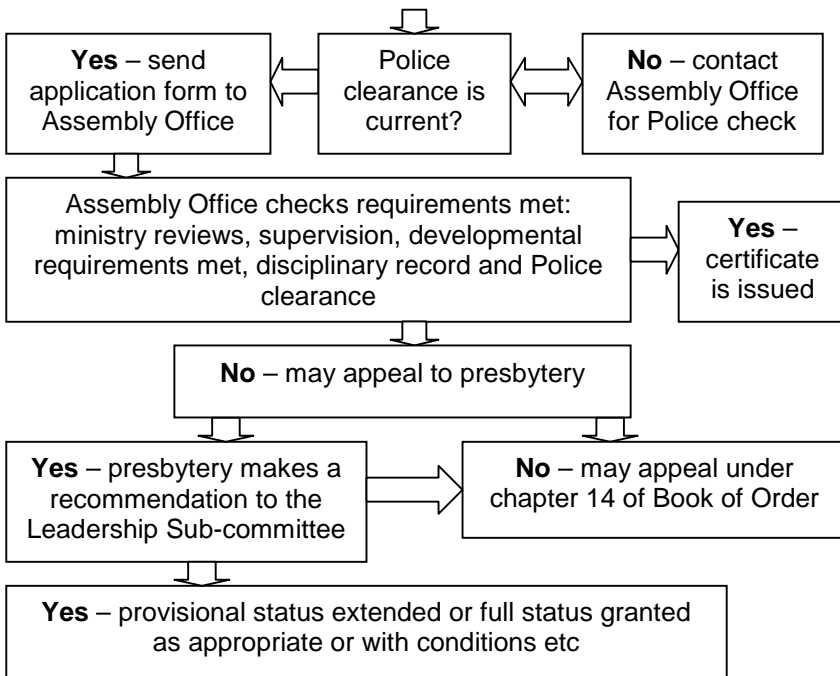 Yes – send
application form to
Assembly Office
Police
clearance is
current?
No – contact
Assembly Office
for Police check
Assembly Office checks requirements met:
ministry reviews, supervision, developmental
requirements met, disciplinary record and Police
clearance
Yes –
certificate
is issued
No – may appeal to presbytery
Yes – presbytery makes a
recommendation to the
Leadership Sub-committee
No – may appeal under
chapter 14 of Book of Order
Yes – provisional status extended or full status granted
as appropriate or with conditions etc